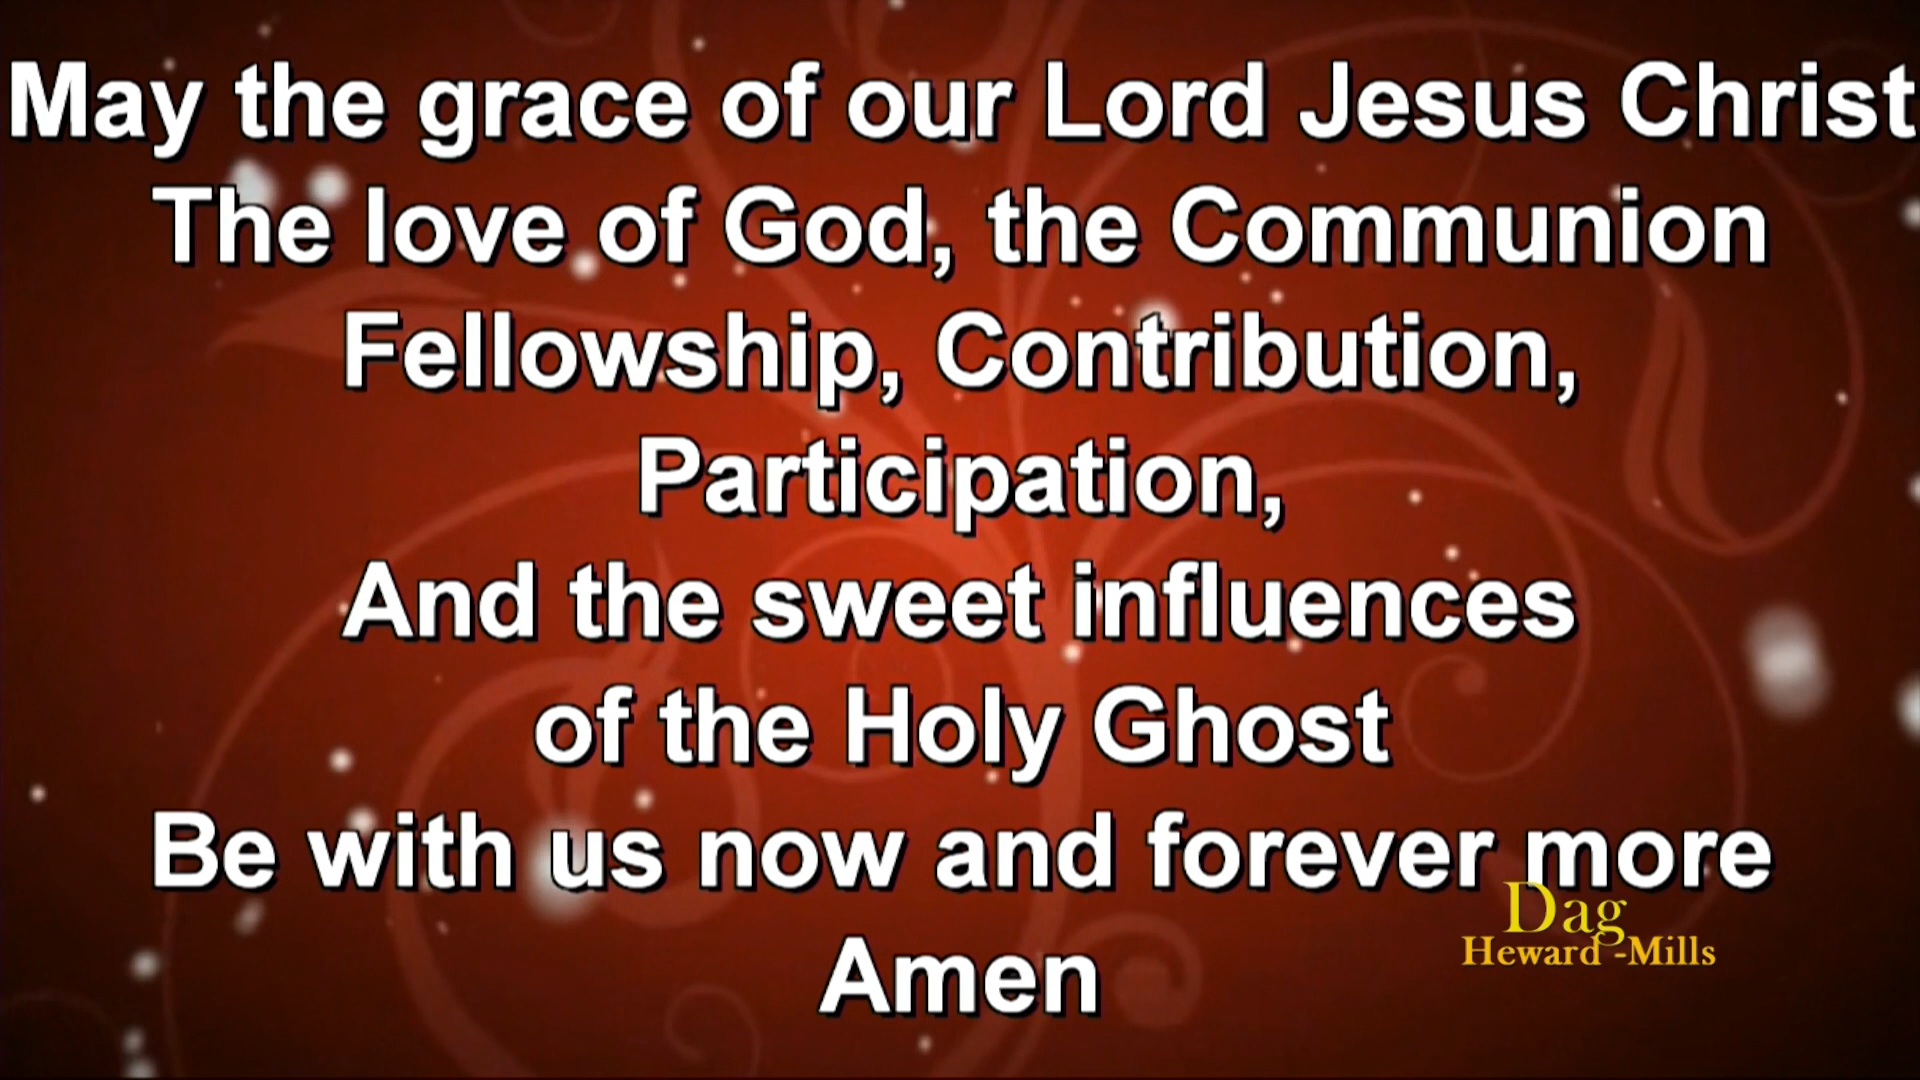 May the grace of our Lord Jesus Christ
The love of God, the Communion
Fellowship, Contribution,
Participation,
And the sweet influences
of the Holy Ghost
Be with us now and forever more
Amen
Dag
Heward-Mills